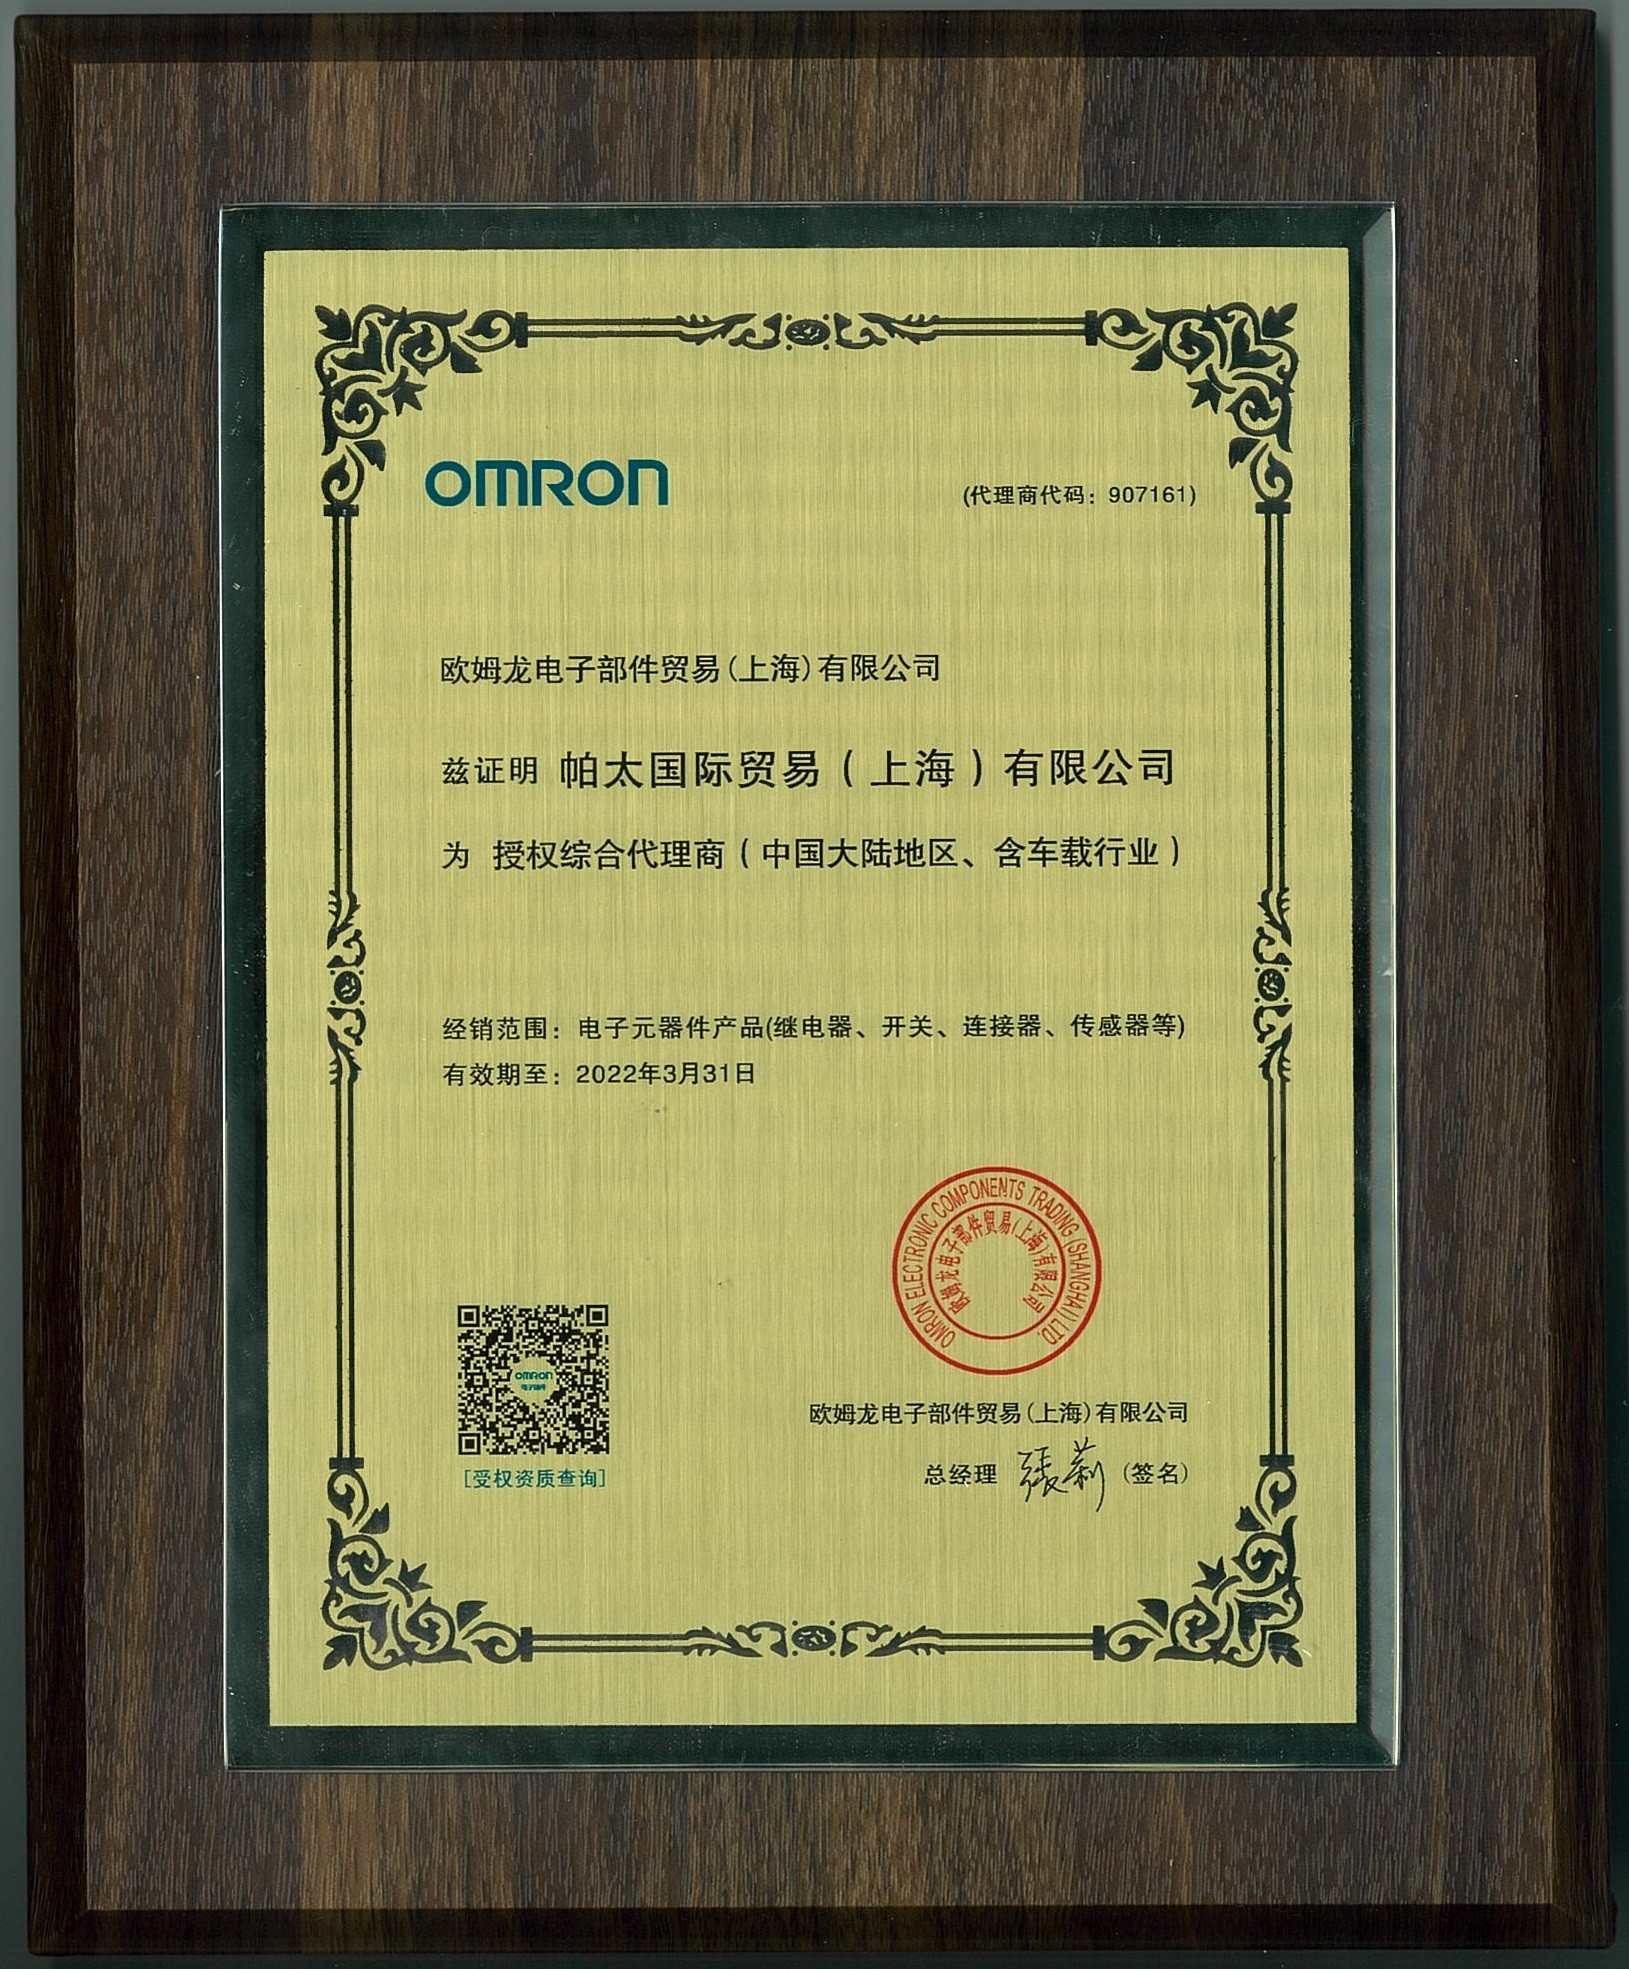 OMRON
(代理商代码：907161)
欧姆龙电子部件贸易(上海)有限公司
兹证明 帕太国际贸易（上海）有限公司
为 授权综合代理商（中国大陆地区、含车载行业）
经销范围：电子元器件产品(继电器、开关、连接器、传感器等)
有效期至：2022年3月31日
OMRON ELECTRONIC COMPONENTS TRADING (SHANGHAI) LTD.
欧姆龙电子部件贸易(上海)有限公司
OMRON
电子部件
[受权资质查询]
欧姆龙电子部件贸易(上海)有限公司
总经理 張莉 (签名)